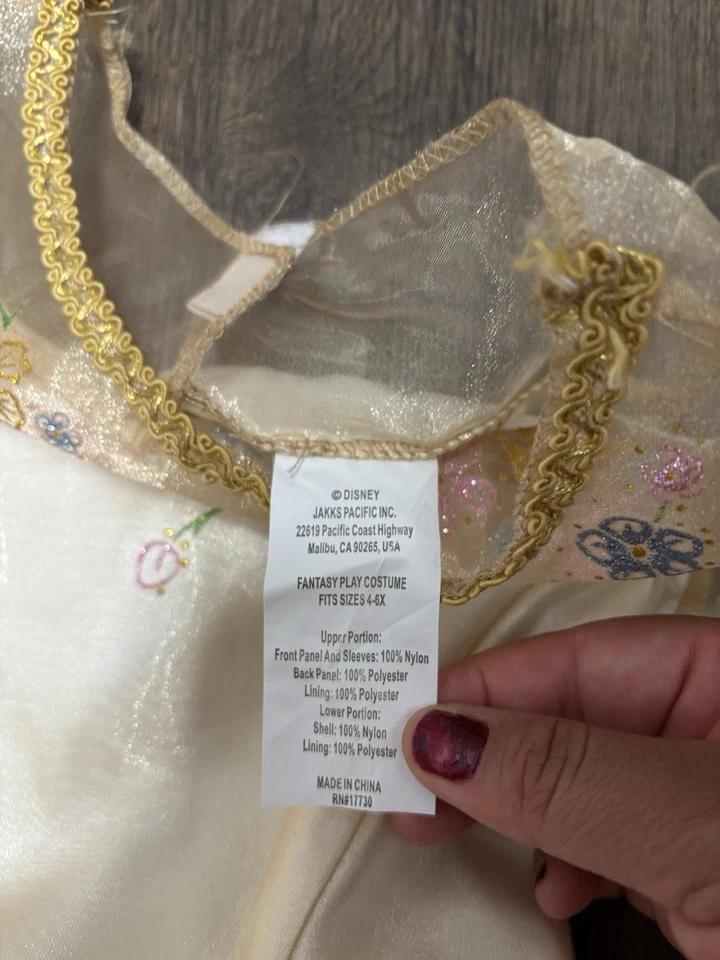 © DISNEY
JAKKS PACIFIC INC.
22619 Pacific Coast Highway
Malibu, CA 90265, USA
FANTASY PLAY COSTUME
FITS SIZES 4-6X
Upper Portion:
Front Panel And Sleeves: 100% Nylon
Back Panel: 100% Polyester
Lining: 100% Polyester
Lower Portion:
Shell: 100% Nylon
Lining: 100% Polyester
MADE IN CHINA
RN#17730